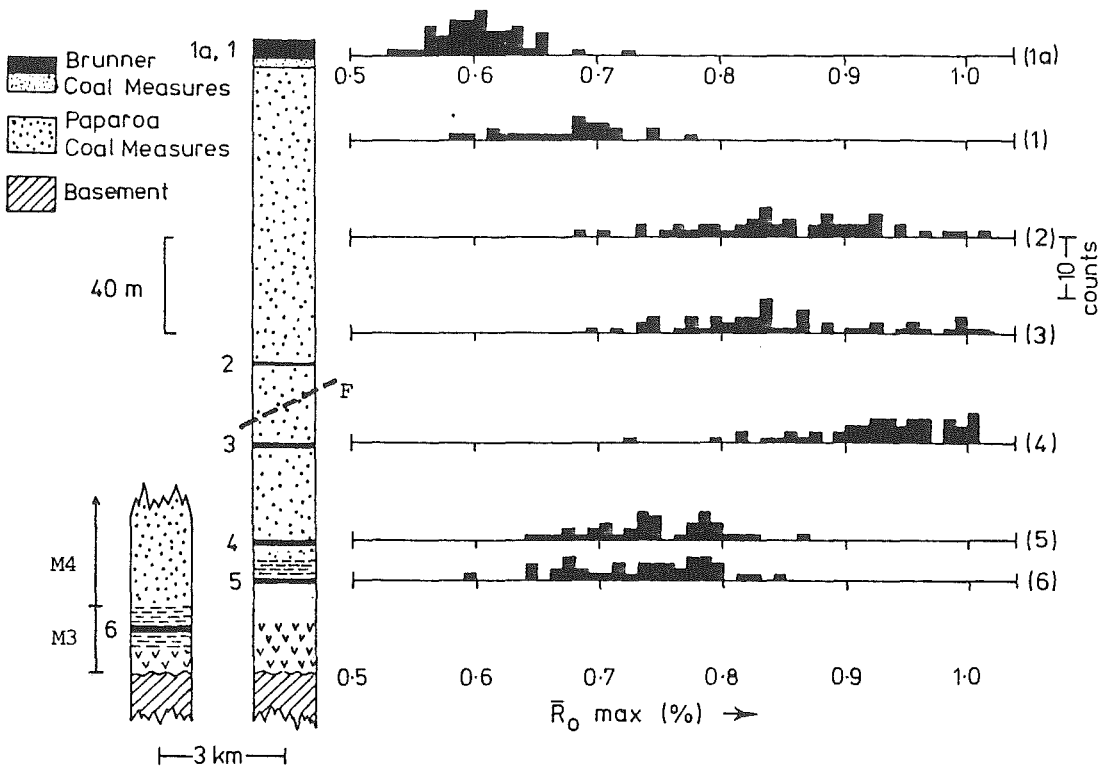 Brunner
Coal Measures
Paparoa
Coal Measures
Basement
40 m
1a, 1
2
F
3
4
5
M4
M3
6
3 km
0·5 0·6 0·7 0·8 0·9 1·0 (1a)
(1)
(2)
10
counts
(3)
(4)
(5)
(6)
0·5 0·6 0·7 0·8 0·9 1·0
R̅o max (%) →